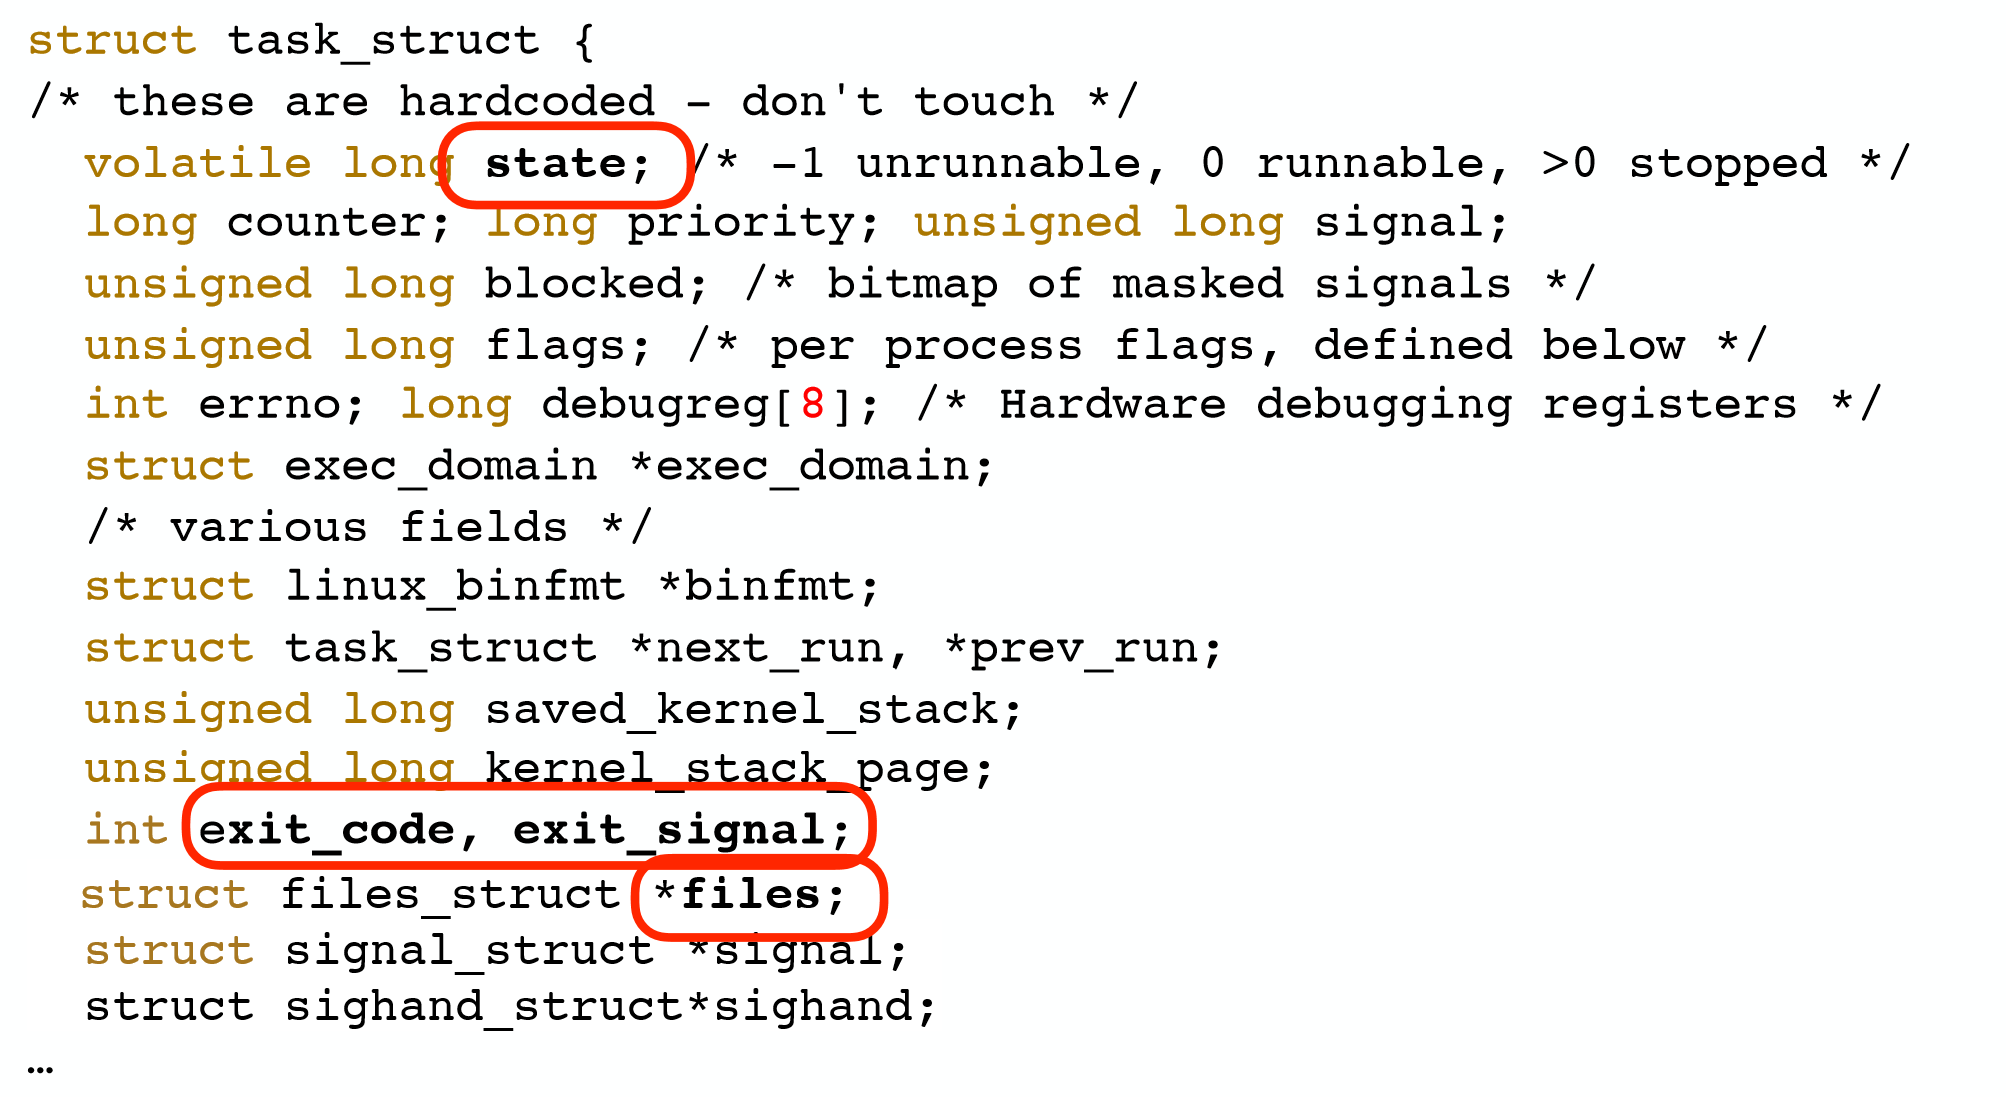 struct task_struct {
/* these are hardcoded - don't touch */
volatile long state; /* -1 unrunnable, 0 runnable, >0 stopped */
long counter; long priority; unsigned long signal;
unsigned long blocked; /* bitmap of masked signals */
unsigned long flags; /* per process flags, defined below */
int errno; long debugreg[8]; /* Hardware debugging registers */
struct exec_domain *exec_domain;
/* various fields */
struct linux_binfmt *binfmt;
struct task_struct *next_run, *prev_run;
unsigned long saved_kernel_stack;
unsigned long kernel_stack_page;
int exit_code, exit_signal;
struct files_struct *files;
struct signal_struct *signal;
struct sighand_struct*sighand;
…